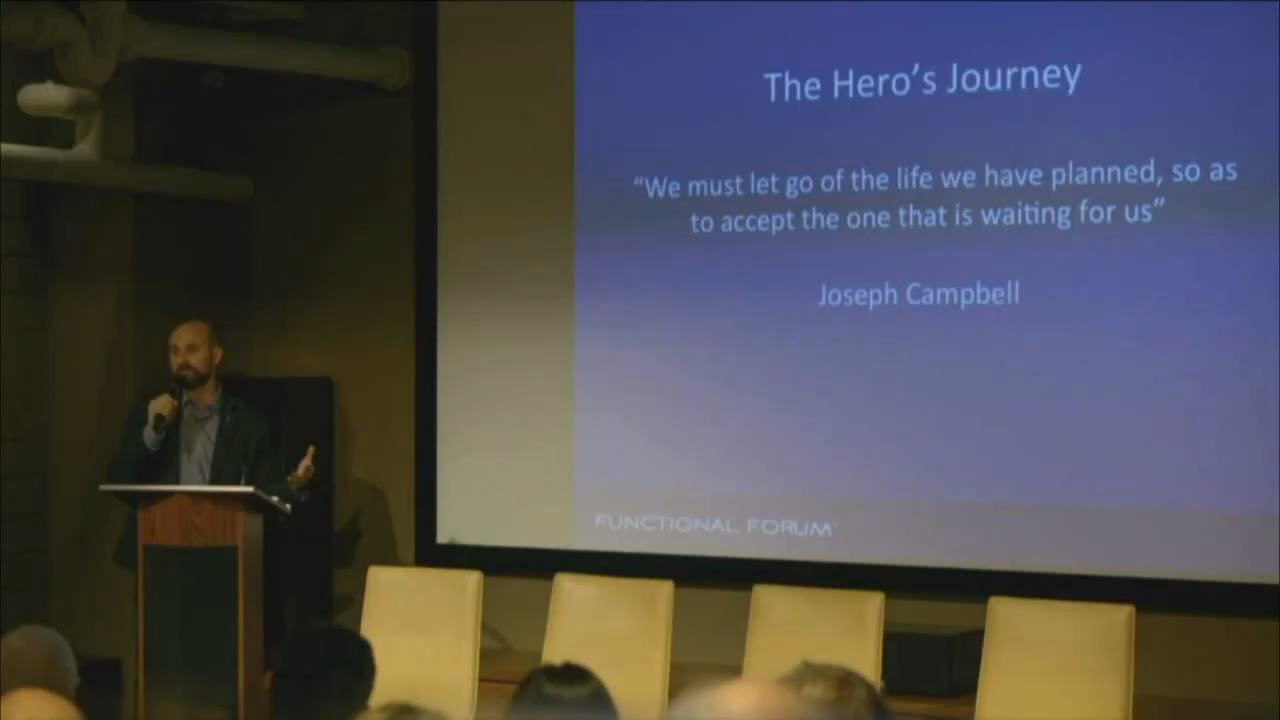 The Hero’s Journey
“We must let go of the life we have planned, so as
to accept the one that is waiting for us”
Joseph Campbell
FUNCTIONAL FORUM